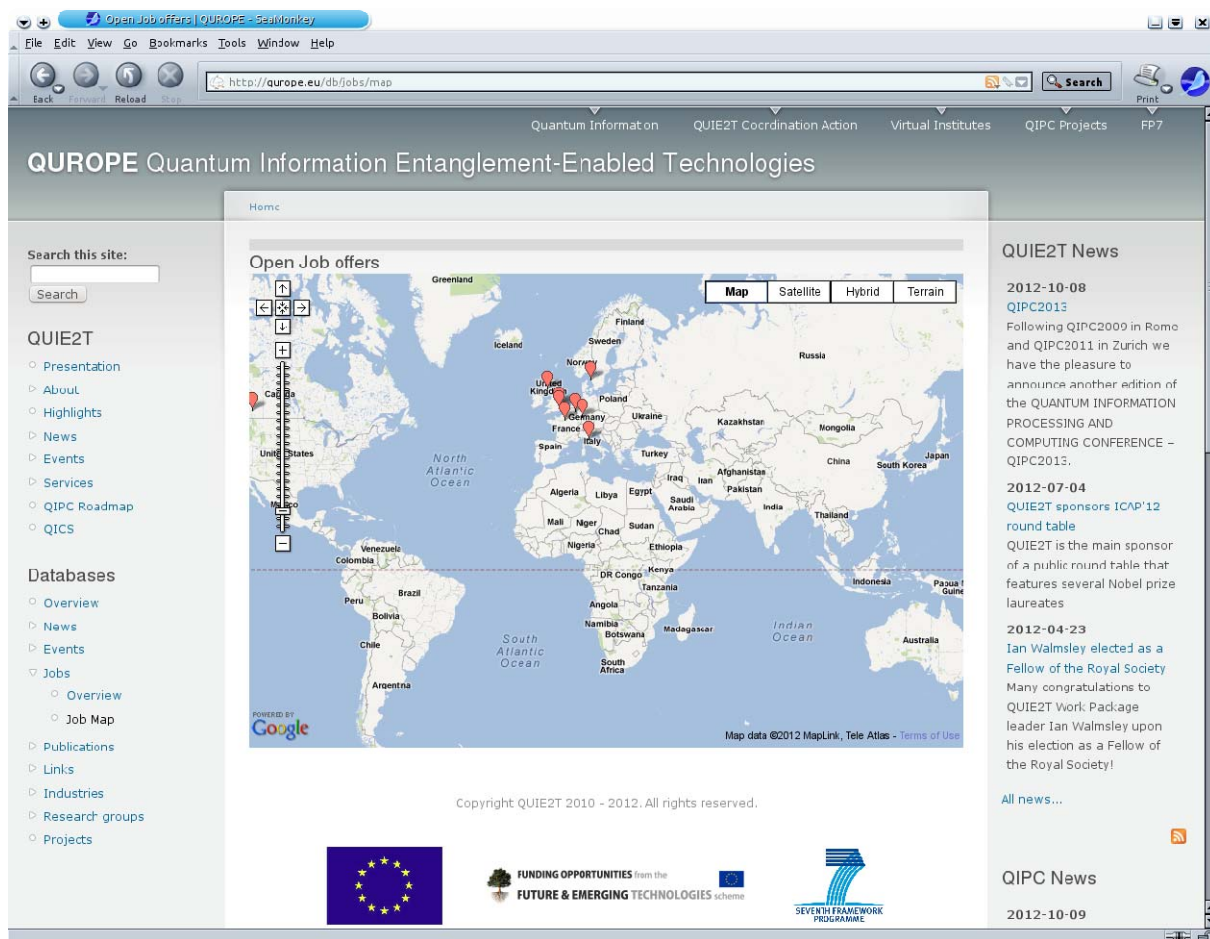 Open Job offers | QUROPE - SeaMonkey
File Edit View Go Bookmarks Tools Window Help
Back Forward Reload Stop
http://qurope.eu/db/jobs/map
Search
Print
Quantum Information QUIE2T Coordination Action Virtual Institutes QIPC Projects FP7
QUROPE Quantum Information Entanglement-Enabled Technologies
Home
Search this site:
Search
QUIE2T
Presentation
About
Highlights
News
Events
Services
QIPC Roadmap
QICS
Databases
Overview
News
Events
Jobs
Overview
Job Map
Publications
Links
Industries
Research groups
Projects
Open Job offers
Map Satellite Hybrid Terrain
Greenland
Iceland
Finland
Sweden
Norway
Russia
United
Kingdom
Poland
Germany
Ukraine
France
Kazakhstan
Mongolia
Canada
United States
Spain
Italy
Turkey
China
Japan
South Korea
North
Atlantic
Ocean
Afghanistan
Iraq
Iran
Pakistan
Algeria
Libya
Egypt
Saudi
Arabia
India
Thailand
Mexico
Mali
Niger
Chad
Sudan
Nigeria
Ethiopia
Venezuela
Colombia
Kenya
DR Congo
Tanzania
Indonesia
Papua
Guine
Brazil
Peru
Angola
Bolivia
Namibia
Botswana
Madagascar
Indian
Ocean
Australia
Chile
South
Atlantic
Ocean
South
Africa
Argentina
POWERED BY
Google
Map data ©2012 MapLink, Tele Atlas - Terms of Use
Copyright QUIE2T 2010 - 2012. All rights reserved.
FUNDING OPPORTUNITIES from the
FUTURE & EMERGING TECHNOLOGIES scheme
SEVENTH FRAMEWORK
PROGRAMME
QUIE2T News
2012-10-08
QIPC2013
Following QIPC2009 in Rome
and QIPC2011 in Zurich we
have the pleasure to
announce another edition of
the QUANTUM INFORMATION
PROCESSING AND
COMPUTING CONFERENCE –
QIPC2013.
2012-07-04
QUIE2T sponsors ICAP'12
round table
QUIE2T is the main sponsor
of a public round table that
features several Nobel prize
laureates
2012-04-23
Ian Walmsley elected as a
Fellow of the Royal Society
Many congratulations to
QUIE2T Work Package
leader Ian Walmsley upon
his election as a Fellow of
the Royal Society!
All news...
QIPC News
2012-10-09